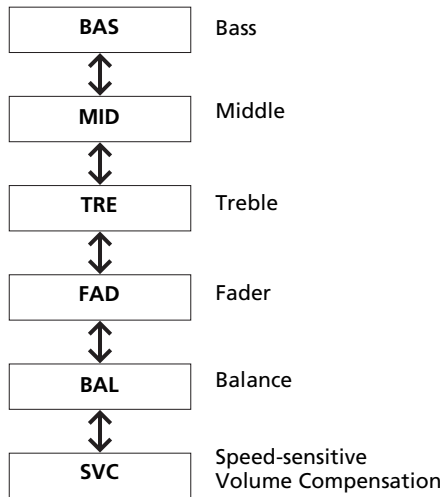 BAS Bass
MID Middle
TRE Treble
FAD Fader
BAL Balance
SVC Speed-sensitive
Volume Compensation